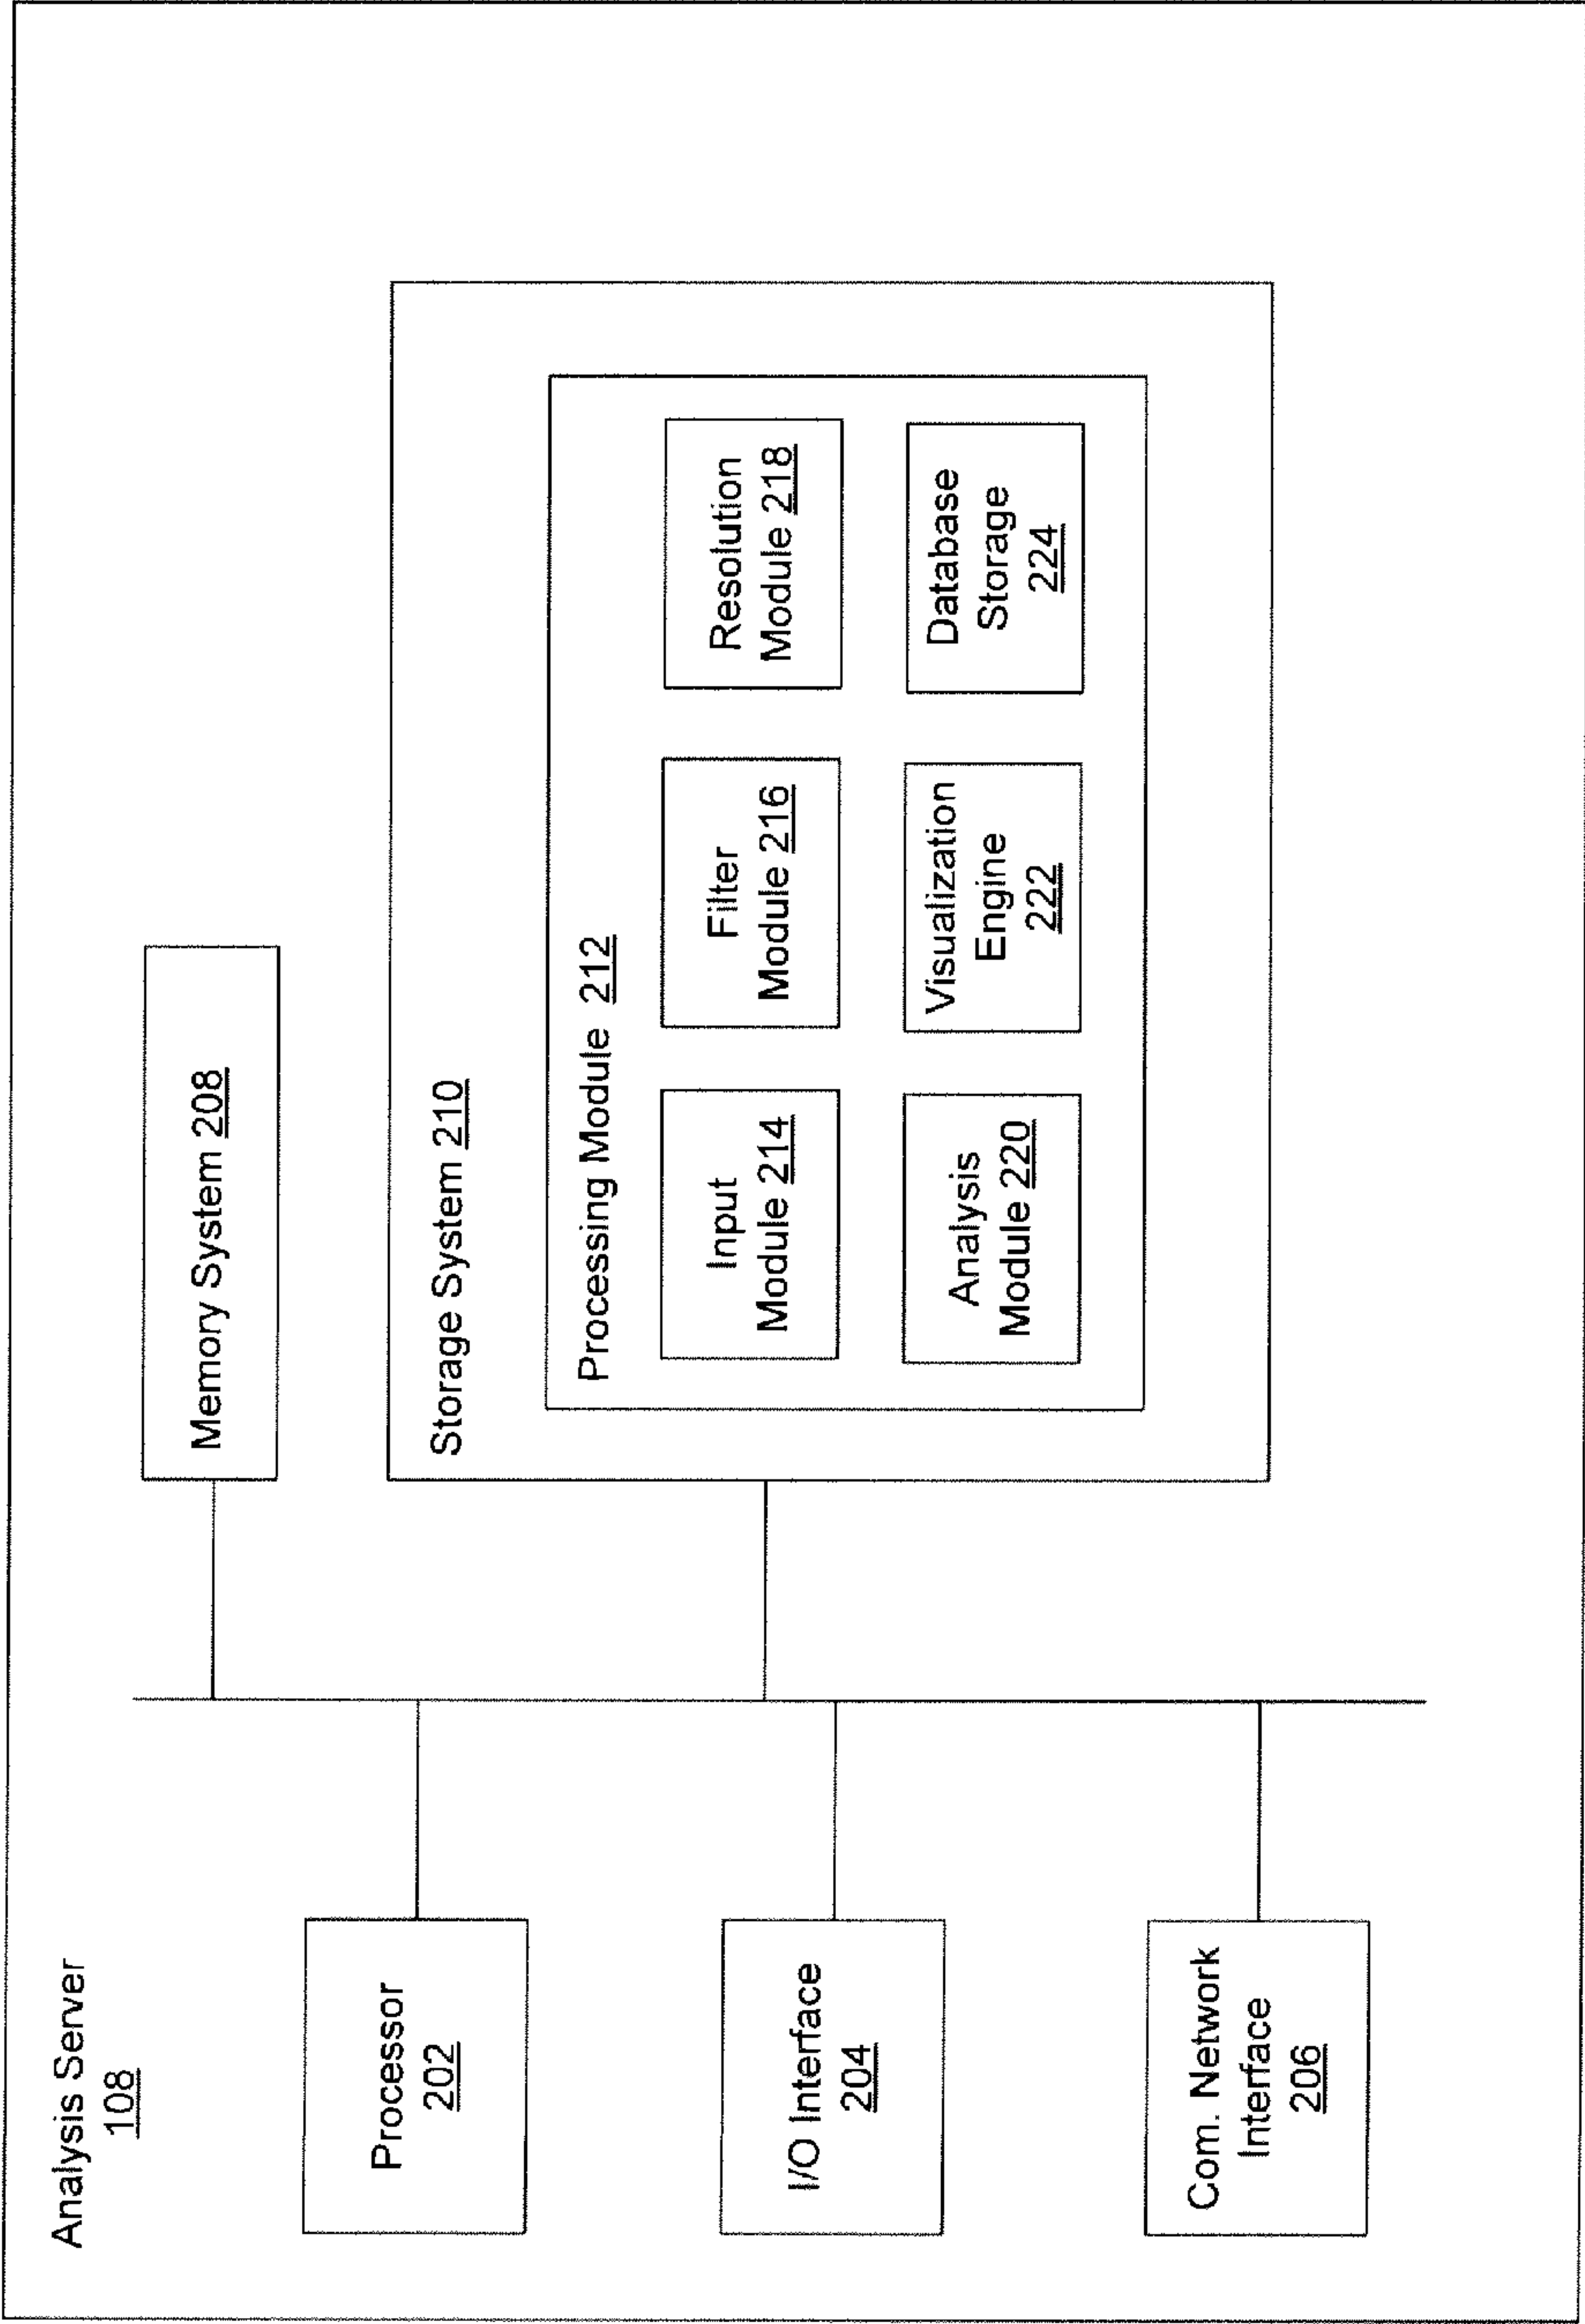 Analysis Server
108
Processor
202
I/O Interface
204
Com. Network
Interface
206
Memory System 208
Storage System 210
Processing Module 212
Input
Module 214
Filter
Module 216
Resolution
Module 218
Analysis
Module 220
Visualization
Engine
222
Database
Storage
224